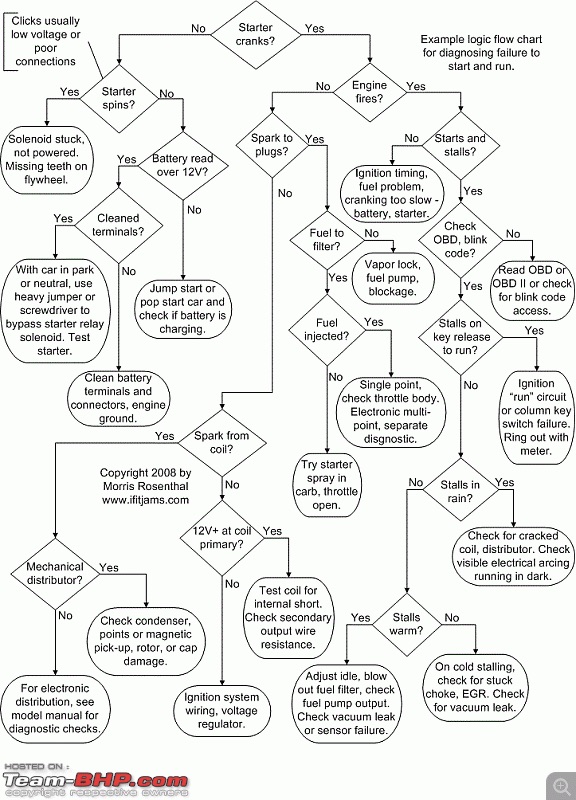 Clicks usually
low voltage or
poor
connections
Starter
cranks?
No
Yes
Example logic flow chart
for diagnosing failure to
start and run.
Starter
spins?
Yes
No
Engine
fires?
No
Yes
Solenoid stuck,
not powered.
Missing teeth on
flywheel.
Battery read
over 12V?
Yes
No
Spark to
plugs?
No
No
Starts and
stalls?
No
Yes
Ignition timing,
fuel problem,
cranking too slow -
battery, starter.
Cleaned
terminals?
Yes
No
Fuel to
filter?
No
Yes
Check
OBD, blink
code?
No
Yes
With car in park
or neutral, use
heavy jumper or
screwdriver to
bypass starter relay
solenoid. Test
starter.
Jump start or
pop start car and
check if battery is
charging.
Vapor lock,
fuel pump,
blockage.
Read OBD or
OBD II or check
for blink code
access.
Fuel
injected?
Yes
No
Stalls on
key release
to run?
Yes
No
Clean battery
terminals and
connectors, engine
ground.
Single point,
check throttle body.
Electronic multi-
point, separate
disgnostic.
Ignition
“run” circuit
or column key
switch failure.
Ring out with
meter.
Spark from
coil?
Yes
No
Copyright 2008 by
Morris Rosenthal
www.ifitjams.com
Try starter
spray in
carb, throttle
open.
Stalls in
rain?
No
Yes
12V+ at coil
primary?
Yes
No
Check for cracked
coil, distributor. Check
visible electrical arcing
running in dark.
Mechanical
distributor?
Yes
No
Test coil for
internal short.
Check secondary
output wire
resistance.
Check condenser,
points or magnetic
pick-up, rotor, or cap
damage.
Stalls
warm?
Yes
No
For electronic
distribution, see
model manual for
diagnostic checks.
Ignition system
wiring, voltage
regulator.
Adjust idle, blow
out fuel filter, check
fuel pump output.
Check vacuum leak
or sensor failure.
On cold stalling,
check for stuck
choke, EGR. Check
for vacuum leak.
HOSTED ON :
Team-BHP.com
copyright respective owners